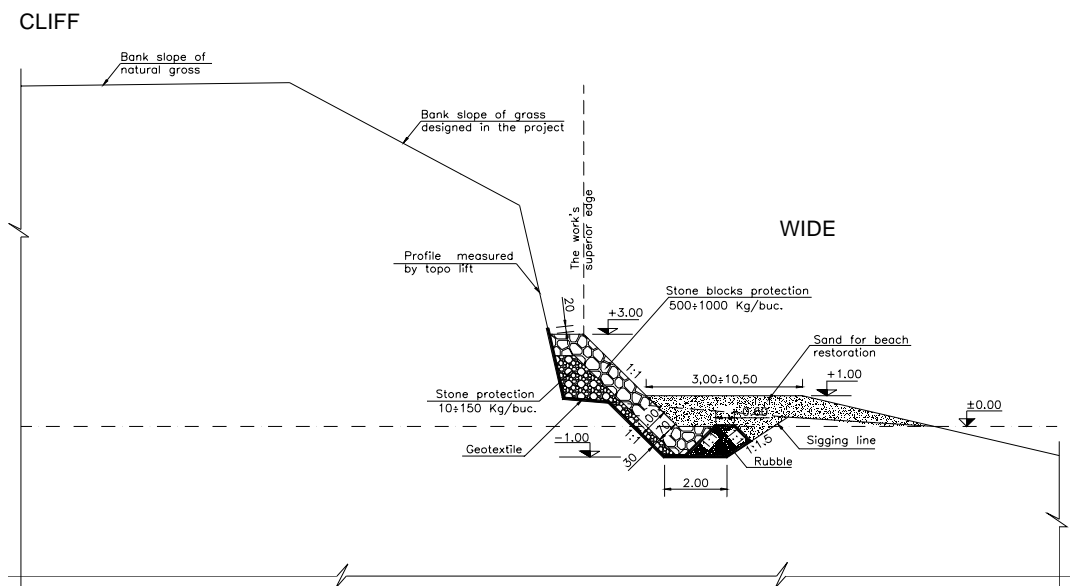 CLIFF
Bank slope of
natural gross
Bank slope of grass
designed in the project
The work's
superior edge
WIDE
Profile measured
by topo lift
Stone blocks protection
500÷1000 Kg/buc.
20
+3.00
Sand for beach
restoration
1:1
3,00÷10,50
+1.00
Stone protection
10÷150 Kg/buc.
±0.00
1:1
70
-1.00
Sigging line
1:1,5
Geotextile
30
Rubble
2.00